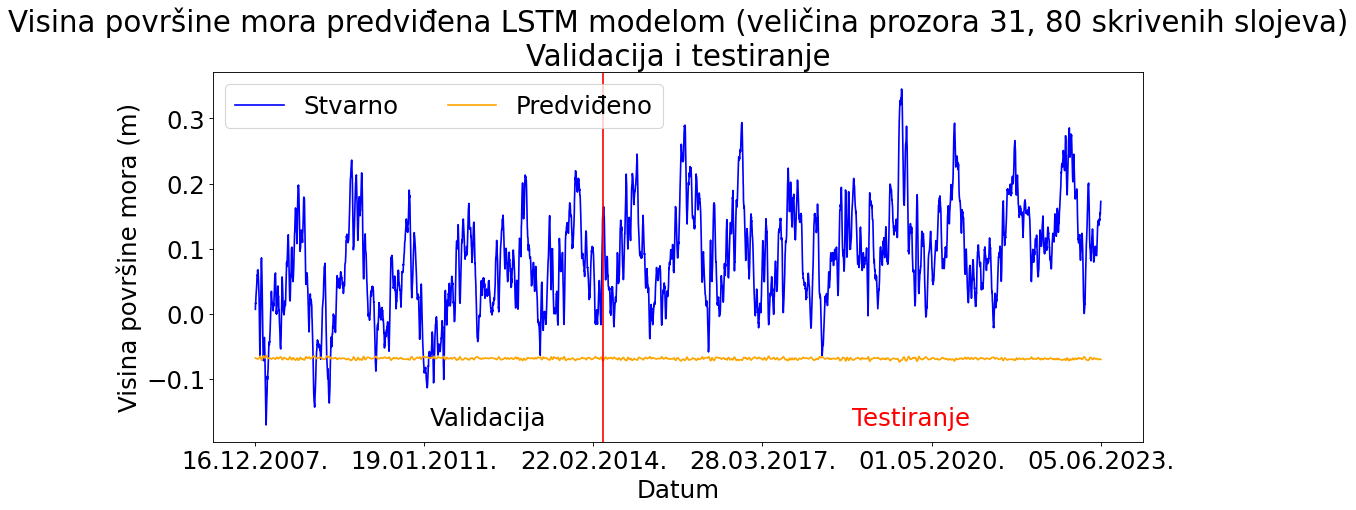 Visina površine mora predviđena LSTM modelom (veličina prozora 31, 80 skrivenih slojeva)
Validacija i testiranje
Stvarno
Predviđeno
Visina površine mora (m)
0.3
0.2
0.1
0.0
−0.1
Validacija
Testiranje
16.12.2007.
19.01.2011.
22.02.2014.
28.03.2017.
01.05.2020.
05.06.2023.
Datum